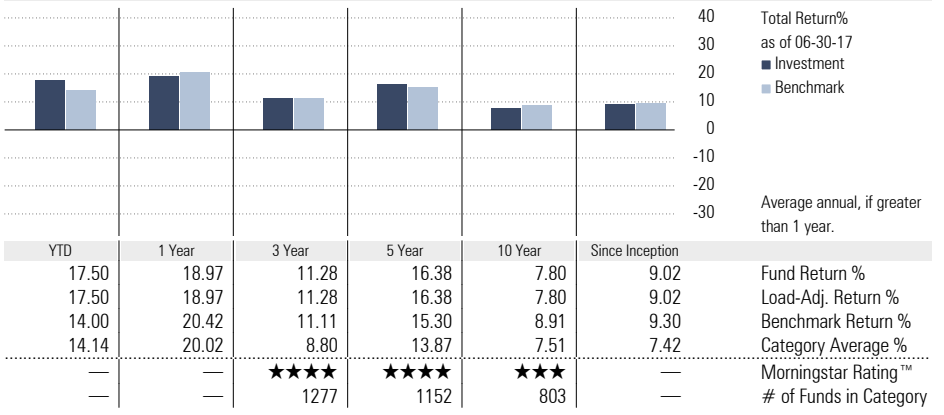 40
30
20
10
0
-10
-20
-30
Total Return%
as of 06-30-17
■ Investment
■ Benchmark
Average annual, if greater
than 1 year.
YTD 1 Year 3 Year 5 Year 10 Year Since Inception
17.50 18.97 11.28 16.38 7.80 9.02 Fund Return %
17.50 18.97 11.28 16.38 7.80 9.02 Load-Adj. Return %
14.00 20.42 11.11 15.30 8.91 9.30 Benchmark Return %
14.14 20.02 8.80 13.87 7.51 7.42 Category Average %
— — ★★★★ ★★★★ ★★★ — Morningstar Rating™
— — 1277 1152 803 — # of Funds in Category